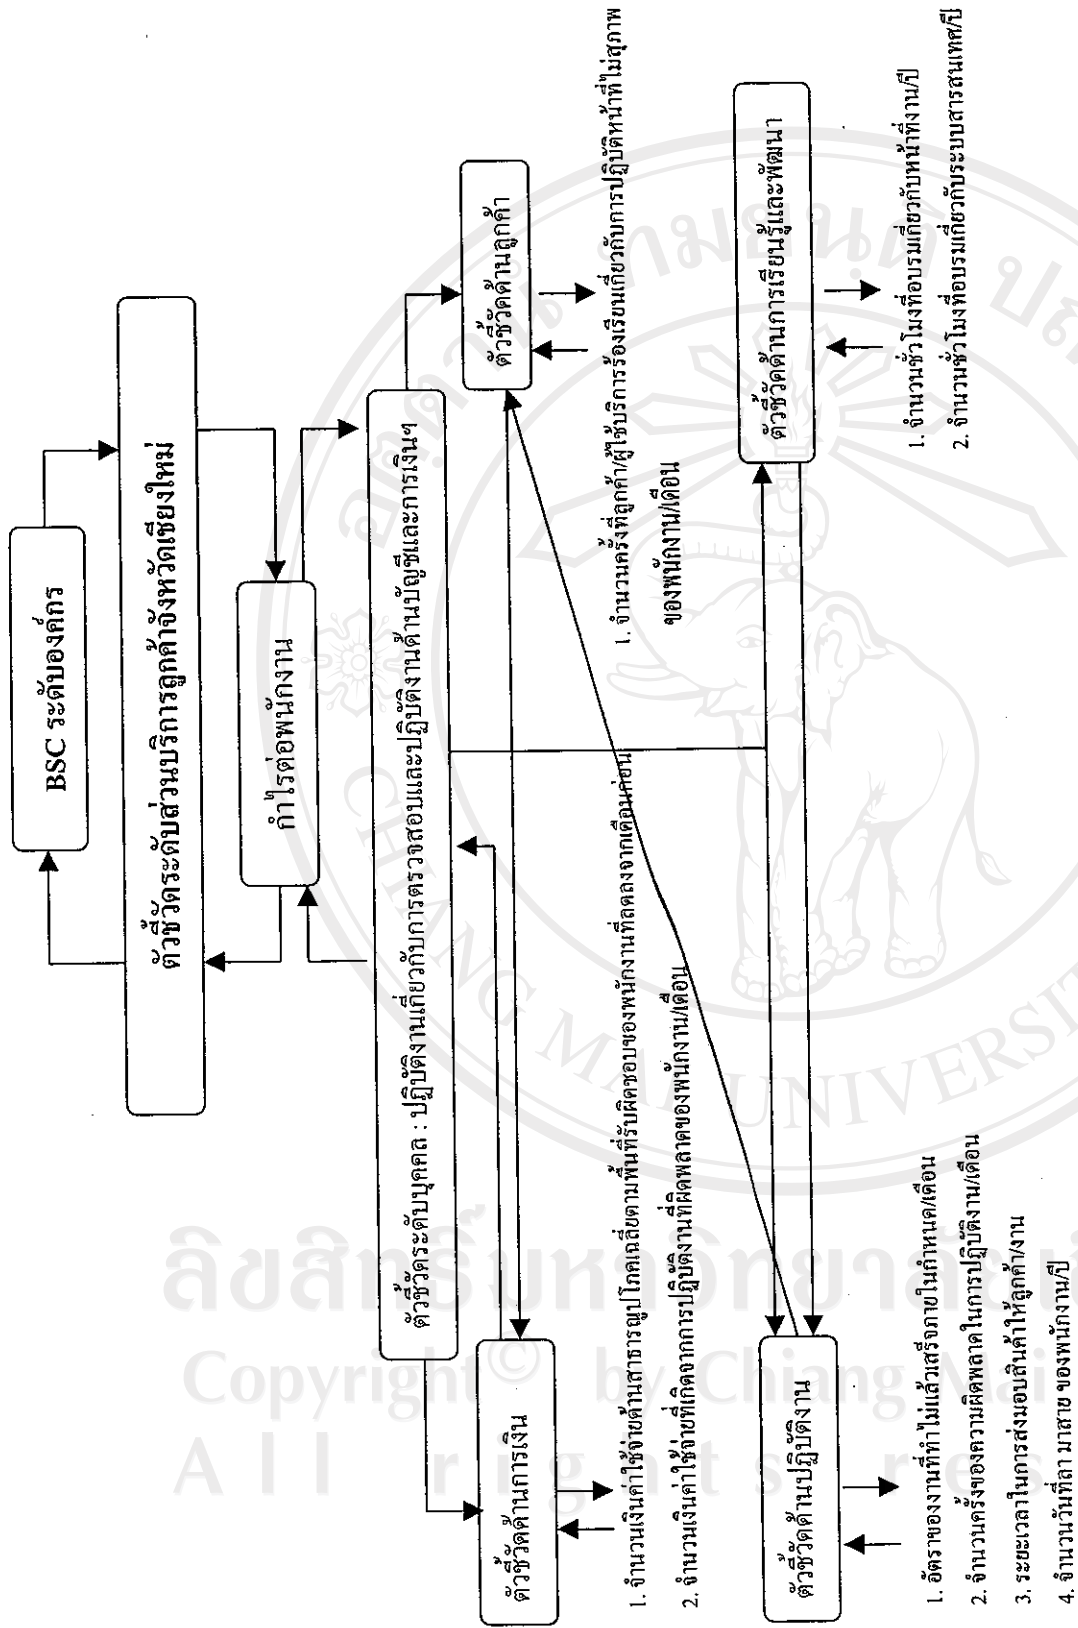 BSC ระดับองค์กร
ตัวชี้วัดระดับส่วนบริการลูกค้าจังหวัดเชียงใหม่
กำไรต่อพนักงาน
ตัวชี้วัดระดับบุคคล : ปฏิบัติงานเกี่ยวกับการตรวจสอบและปฏิบัติงานด้านบัญชีและการเงินฯ
ตัวชี้วัดด้านการเงิน
ตัวชี้วัดด้านลูกค้า
1. จำนวนเงินค่าใช้จ่ายด้านสาธารณูปโภคเฉลี่ยตามพื้นที่รับผิดชอบของพนักงานที่ลดลงจากเดือนก่อน
2. จำนวนเงินค่าใช้จ่ายที่เกิดจากการปฏิบัติงานที่ผิดพลาดของพนักงาน/เดือน
1. จำนวนครั้งที่ลูกค้า/ผู้ใช้บริการร้องเรียนเกี่ยวกับการปฏิบัติหน้าที่ไม่สุภาพ
ของพนักงาน/เดือน
ตัวชี้วัดด้านปฏิบัติงาน
ตัวชี้วัดด้านการเรียนรู้และพัฒนา
1. อัตราของงานที่ทำไม่แล้วเสร็จภายในกำหนด/เดือน
2. จำนวนครั้งของความผิดพลาดในการปฏิบัติงาน/เดือน
3. ระยะเวลาในการส่งมอบสินค้าให้ลูกค้า/งาน
4. จำนวนวันที่ลา มาสาย ของพนักงาน/ปี
1. จำนวนชั่วโมงที่อบรมเกี่ยวกับหน้าที่งาน/ปี
2. จำนวนชั่วโมงที่อบรมเกี่ยวกับระบบสารสนเทศ/ปี
CHIANG MAI UNIVERSIT
Copyright © by Chiang Mai
All rights res